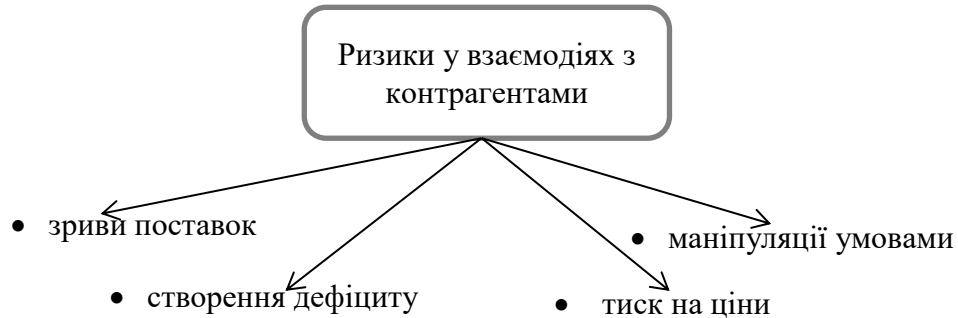 Ризики у взаємодіях з
контрагентами
• зриви поставок
• маніпуляції умовами
• створення дефіциту
• тиск на ціни